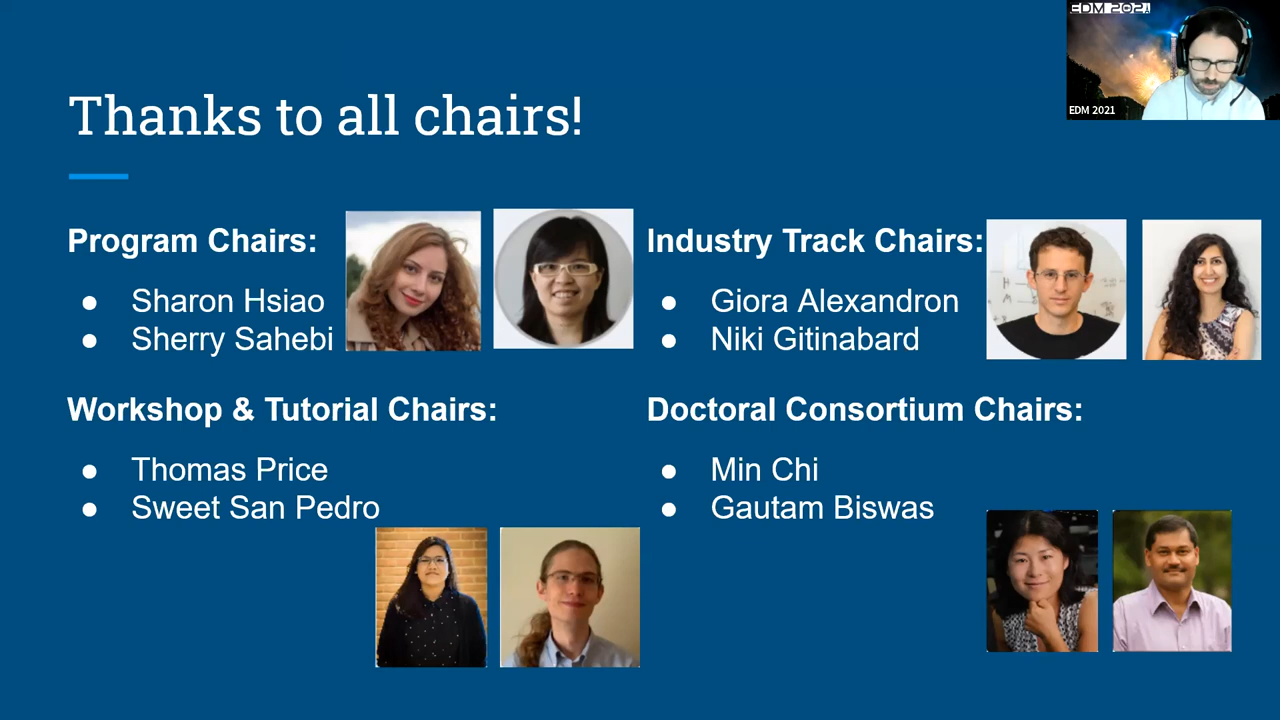 Thanks to all chairs!
Program Chairs:
● Sharon Hsiao
● Sherry Sahebi
Industry Track Chairs:
● Giora Alexandron
● Niki Gitinabard
Workshop & Tutorial Chairs:
● Thomas Price
● Sweet San Pedro
Doctoral Consortium Chairs:
● Min Chi
● Gautam Biswas
EDM 2021
EDM 2021